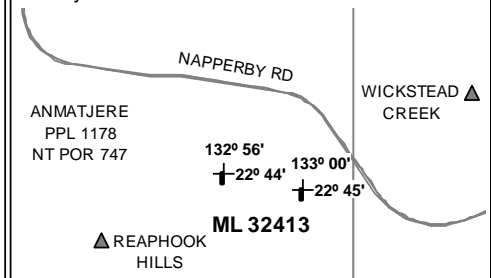 NAPPERBY RD
WICKSTEAD
CREEK
ANMATJERE
PPL 1178
NT POR 747
132º 56'
22º 44'
133º 00'
22º 45'
ML 32413
REAPHOOK
HILLS